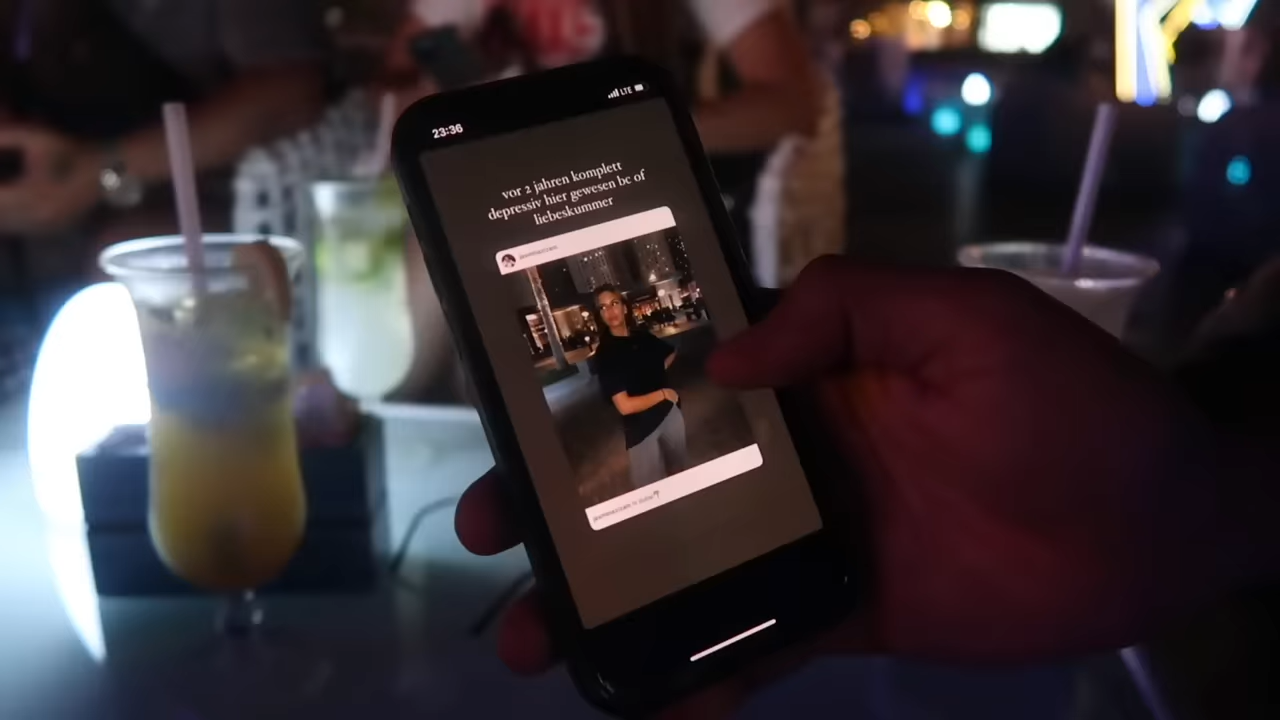 23:36
LTE
vor 2 jahren komplett
depressiv hier gewesen bc of
liebeskummer